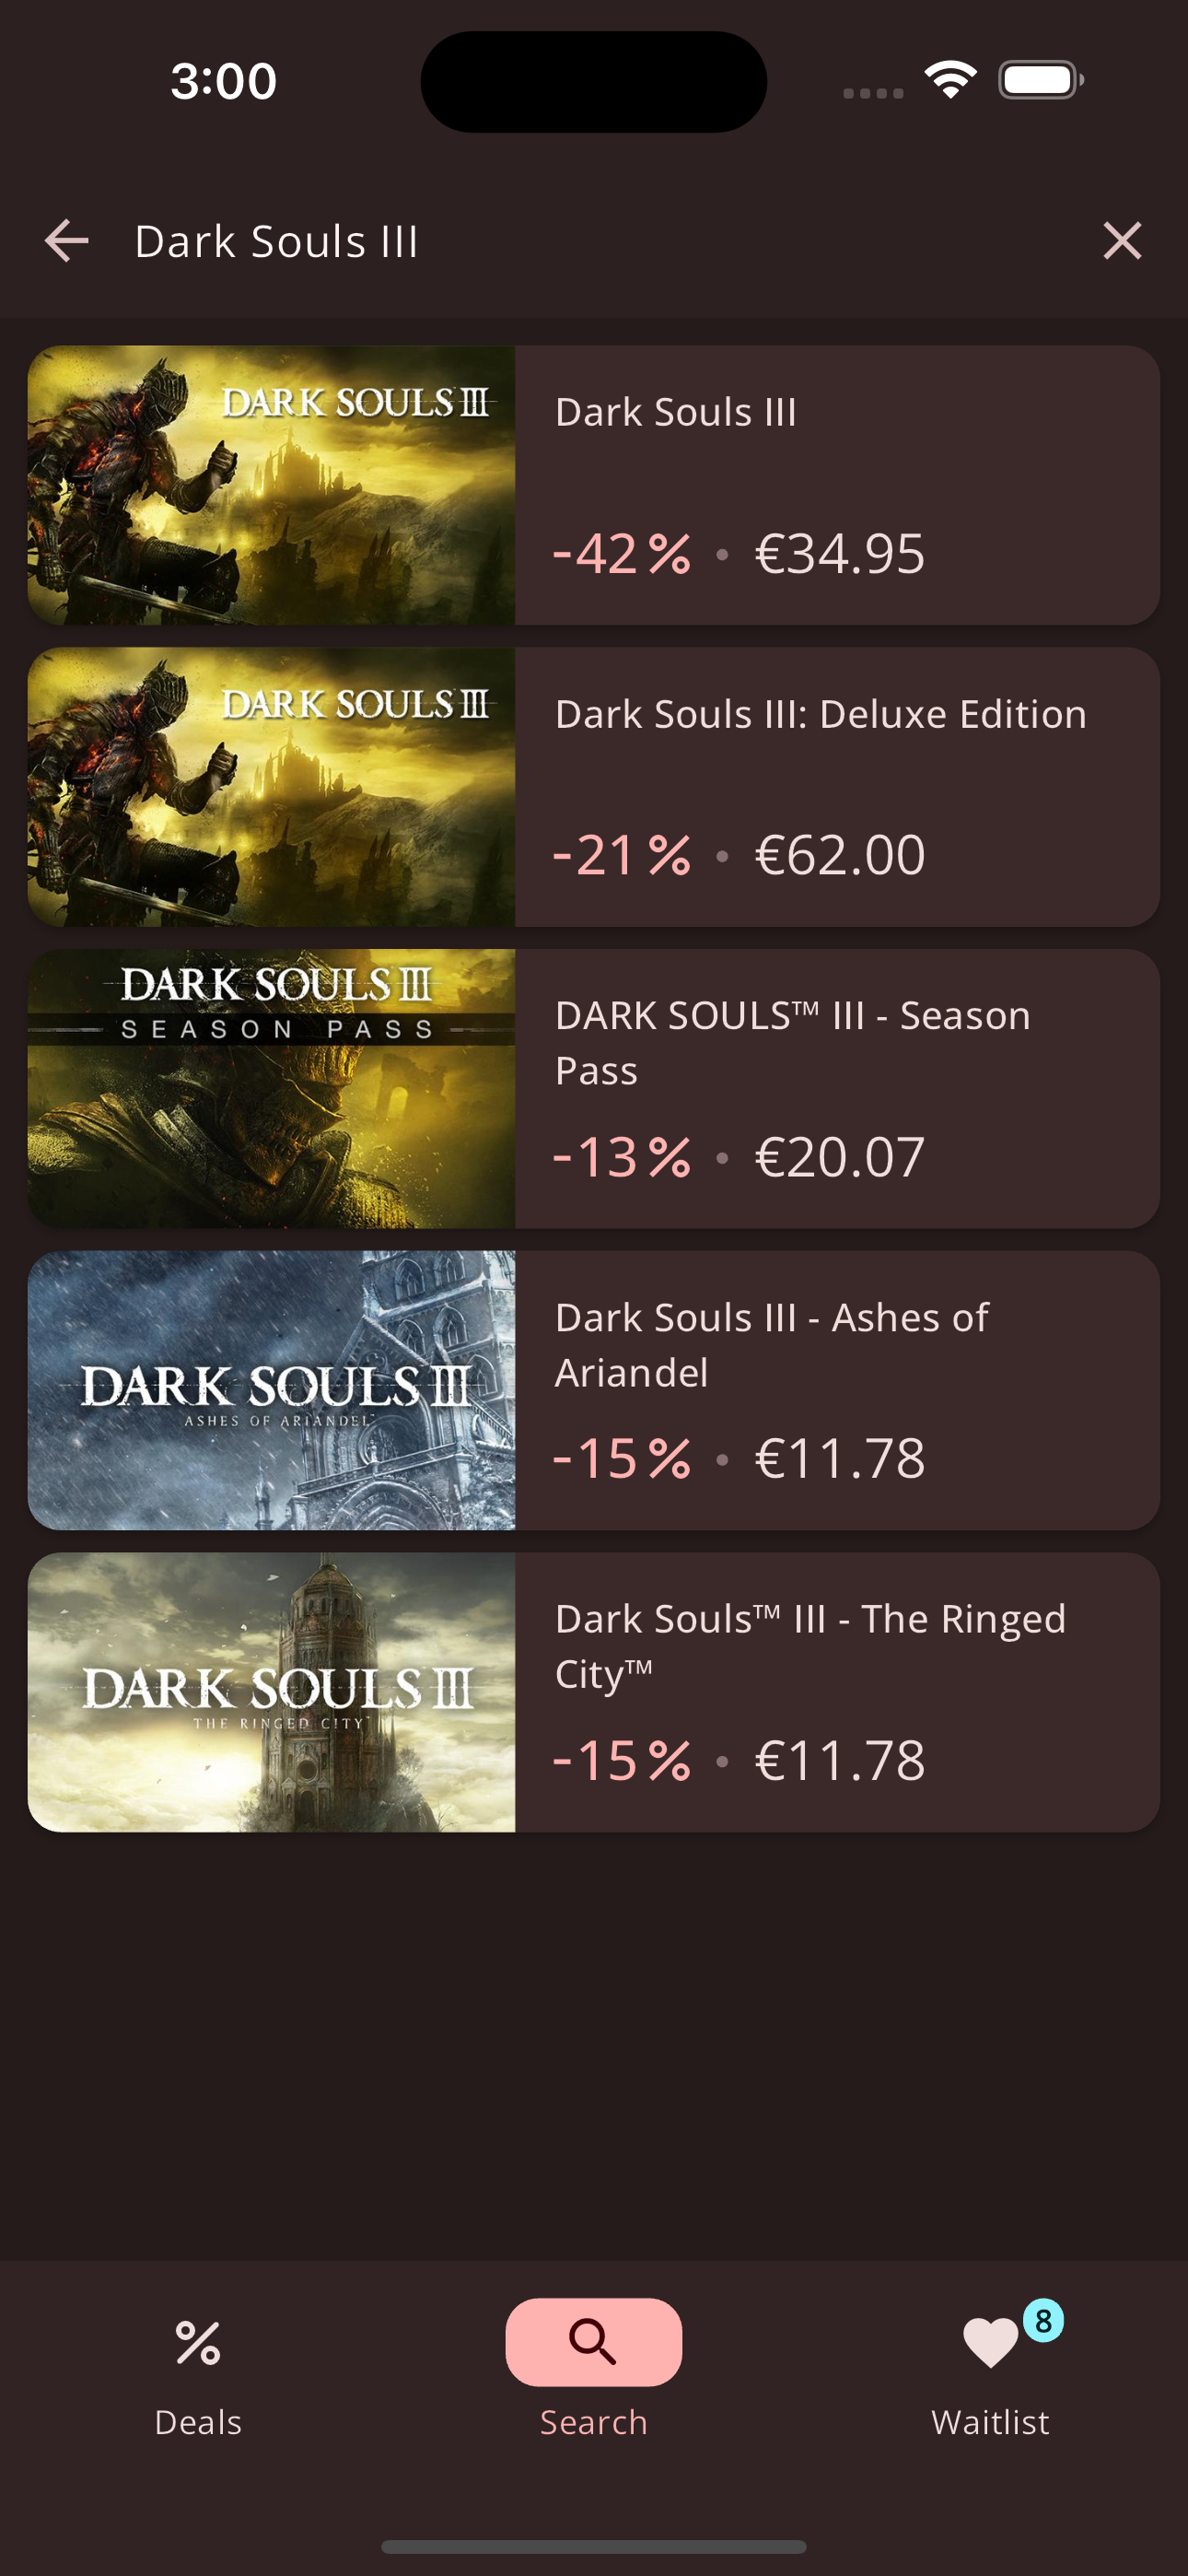 3:00
Dark Souls III
DARK SOULS III
Dark Souls III
-42% • €34.95
DARK SOULS III
Dark Souls III: Deluxe Edition
-21% • €62.00
DARK SOULS III
SEASON PASS
DARK SOULS™ III - Season
Pass
-13% • €20.07
DARK SOULS III
ASHES OF ARIANDEL™
Dark Souls III - Ashes of
Ariandel
-15% • €11.78
DARK SOULS III
THE RINGED CITY™
Dark Souls™ III - The Ringed
City™
-15% • €11.78
8
Deals
Search
Waitlist